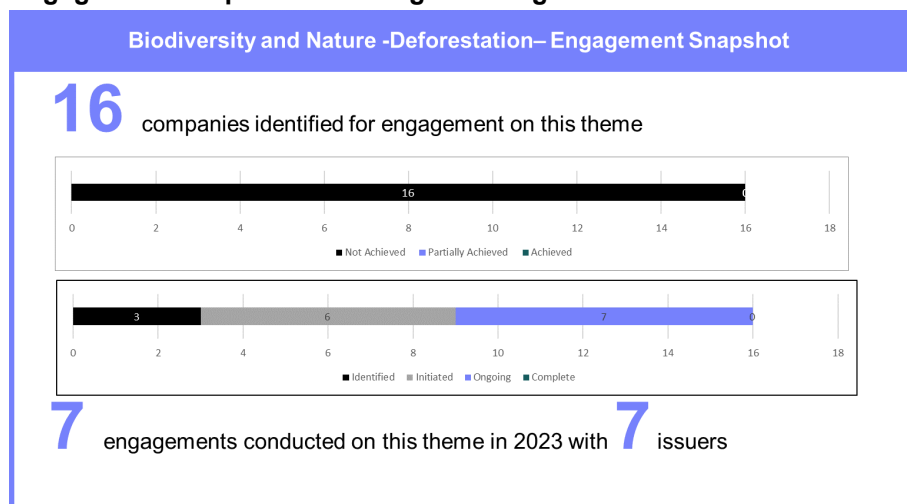 Biodiversity and Nature -Deforestation– Engagement Snapshot
16 companies identified for engagement on this theme
16 0
0 2 4 6 8 10 12 14 16 18
Not Achieved Partially Achieved Achieved
3 6 7 0
0 2 4 6 8 10 12 14 16 18
Identified Initiated Ongoing Complete
7 engagements conducted on this theme in 2023 with 7 issuers